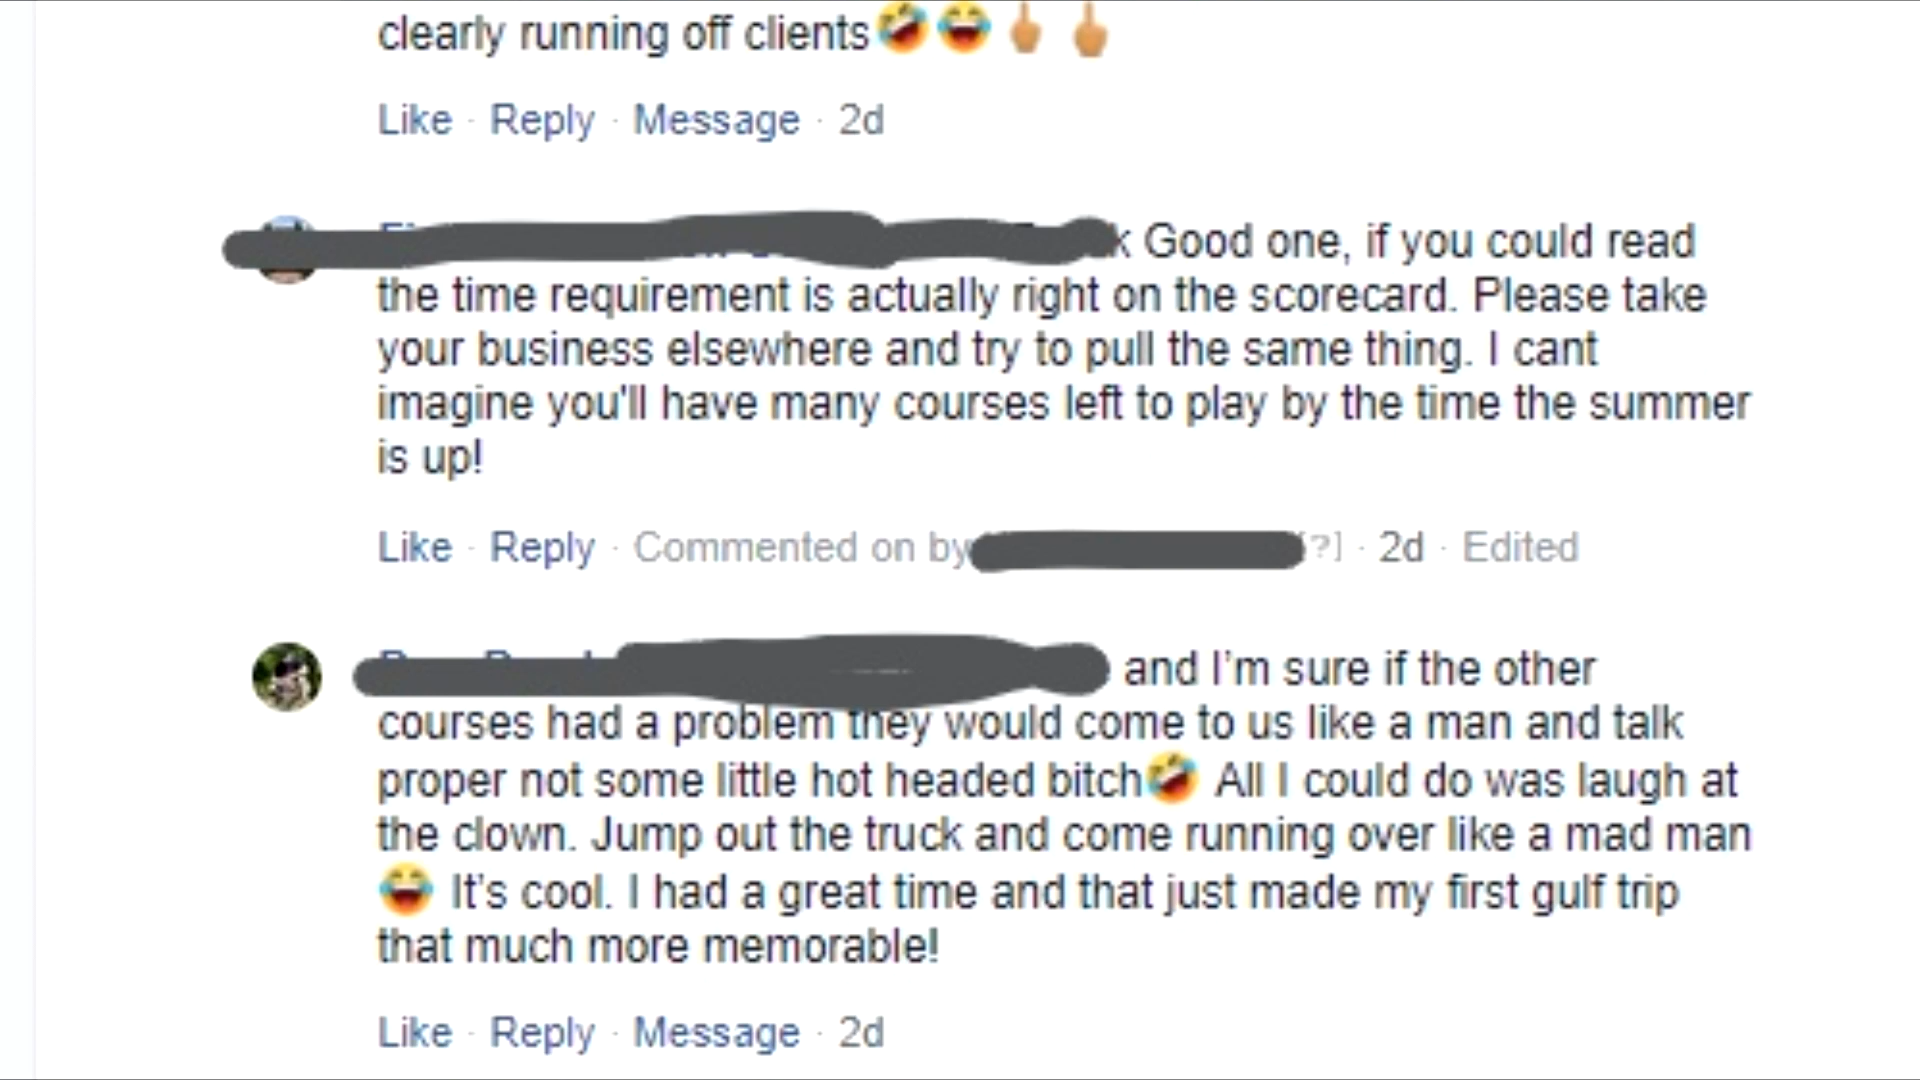 clearly running off clients🤣😂🖕🏼🖕🏼
Like · Reply · Message · 2d
Good one, if you could read
the time requirement is actually right on the scorecard. Please take
your business elsewhere and try to pull the same thing. I cant
imagine you'll have many courses left to play by the time the summer
is up!
Like · Reply · Commented on by [?] · 2d · Edited
and I'm sure if the other
courses had a problem they would come to us like a man and talk
proper not some little hot headed bitch🤣 All I could do was laugh at
the clown. Jump out the truck and come running over like a mad man
😂 It's cool. I had a great time and that just made my first gulf trip
that much more memorable!
Like · Reply · Message · 2d